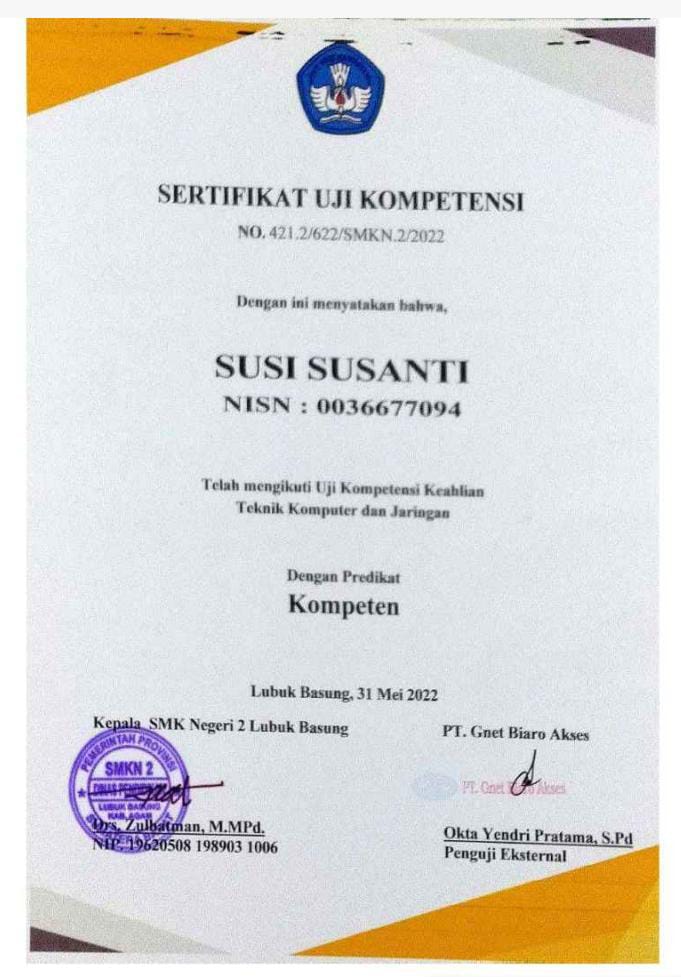 SERTIFIKAT UJI KOMPETENSI
NO. 421.2/622/SMKN.2/2022
Dengan ini menyatakan bahwa,
SUSI SUSANTI
NISN : 0036677094
Telah mengikuti Uji Kompetensi Keahlian
Teknik Komputer dan Jaringan
Dengan Predikat
Kompeten
Lubuk Basung, 31 Mei 2022
Kepala SMK Negeri 2 Lubuk Basung
PEMERINTAH PROVINSI
SMKN 2
LUBUK BASUNG
KAB. AGAM
Drs. Zulhatman, M.MPd.
NIP. 19620508 198903 1006
PT. Gnet Biaro Akses
PT. Gnet Biaro Akses
Okta Yendri Pratama, S.Pd
Penguji Eksternal